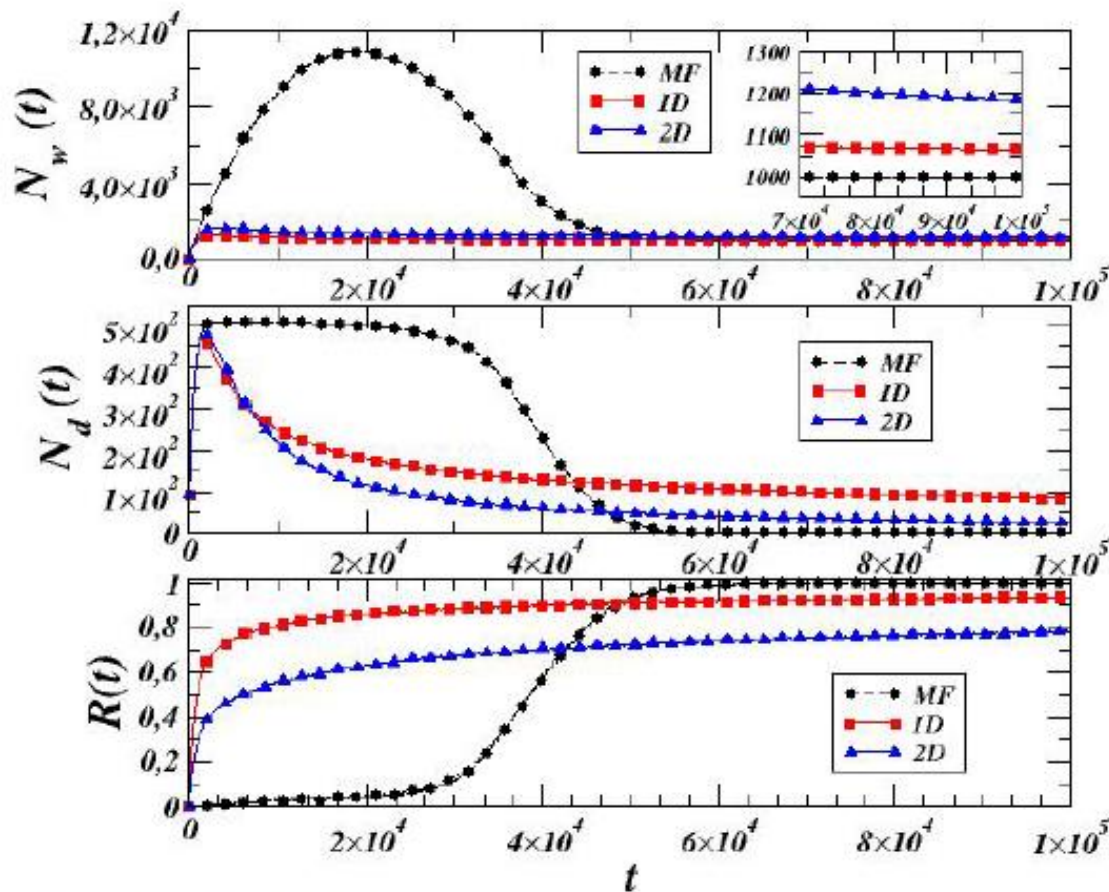 1,2×10⁴
8,0×10³
4,0×10³
0,0
N_w(t)
MF
1D
2D
1300
1200
1100
1000
7×10⁴ 8×10⁴ 9×10⁴ 1×10⁵
0 2×10⁴ 4×10⁴ 6×10⁴ 8×10⁴ 1×10⁵
5×10²
4×10²
3×10²
2×10²
1×10²
0
N_d(t)
MF
1D
2D
0 2×10⁴ 4×10⁴ 6×10⁴ 8×10⁴ 1×10⁵
1
0,8
0,6
0,4
0,2
0
R(t)
MF
1D
2D
0 2×10⁴ 4×10⁴ 6×10⁴ 8×10⁴ 1×10⁵
t